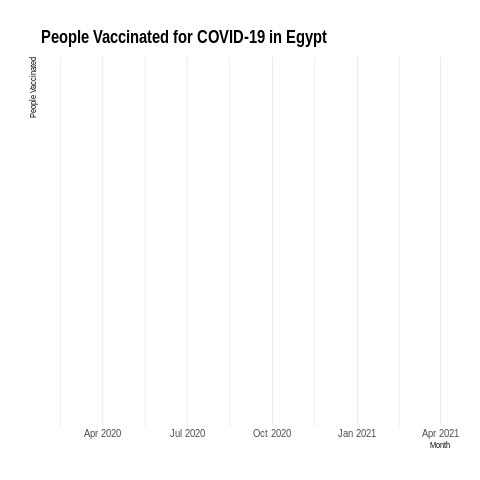 People Vaccinated for COVID-19 in Egypt
People Vaccinated
Apr 2020
Jul 2020
Oct 2020
Jan 2021
Apr 2021
Month